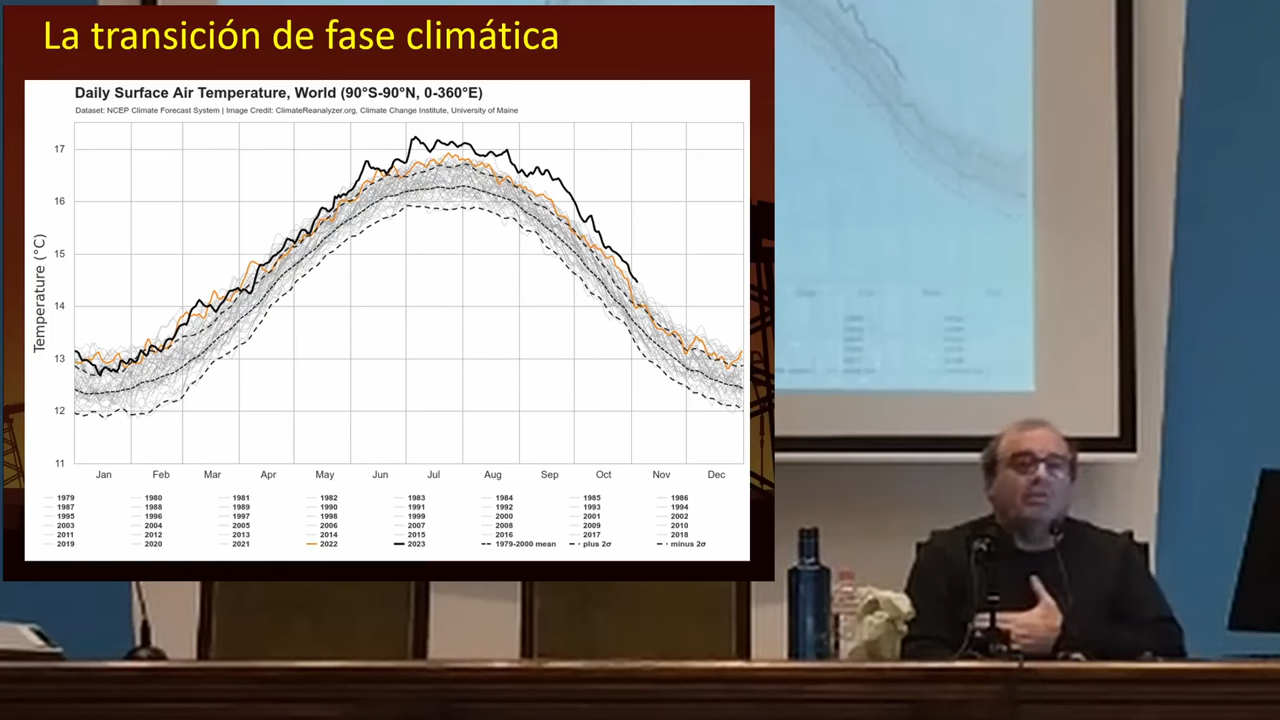 La transición de fase climática
Daily Surface Air Temperature, World (90°S-90°N, 0-360°E)
Dataset: NCEP Climate Forecast System | Image Credit: ClimateReanalyzer.org, Climate Change Institute, University of Maine
Temperature (°C)
17
16
15
14
13
12
11
Jan Feb Mar Apr May Jun Jul Aug Sep Oct Nov Dec
1979 1980 1981 1982 1983 1984 1985 1986
1987 1988 1989 1990 1991 1992 1993 1994
1995 1996 1997 1998 1999 2000 2001 2002
2003 2004 2005 2006 2007 2008 2009 2010
2011 2012 2013 2014 2015 2016 2017 2018
2019 2020 2021 2022 2023 1979-2000 mean plus 2σ minus 2σ